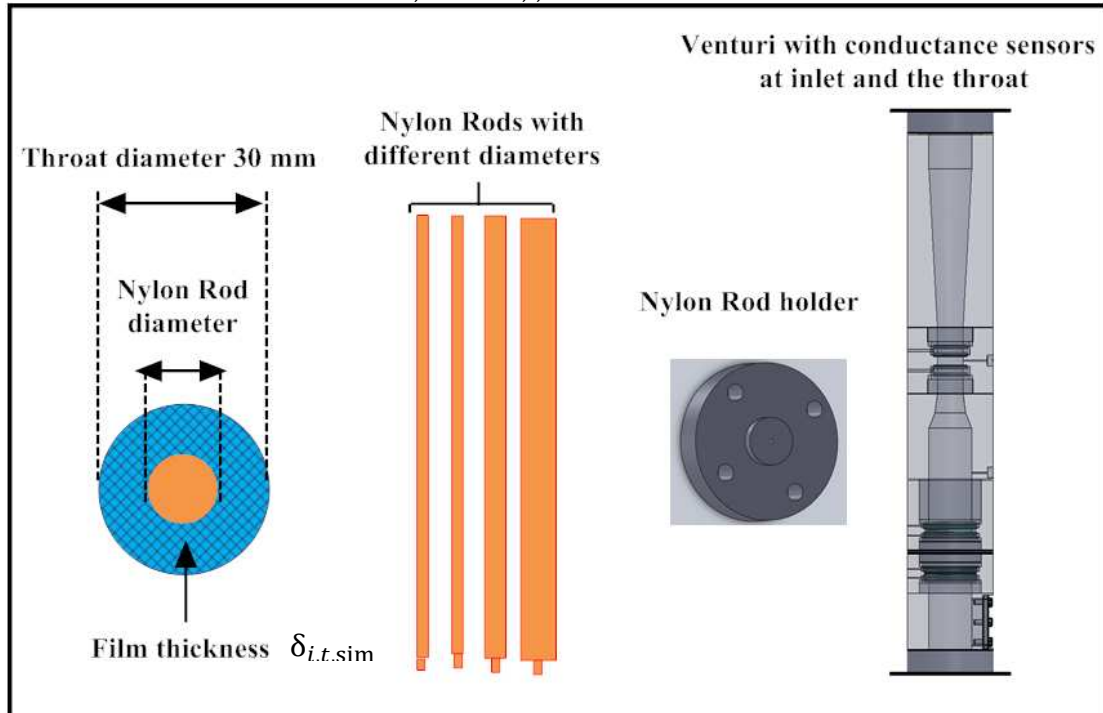 Venturi with conductance sensors
at inlet and the throat
Nylon Rods with
different diameters
Throat diameter 30 mm
Nylon Rod
diameter
Nylon Rod holder
Film thickness δi.t.sim